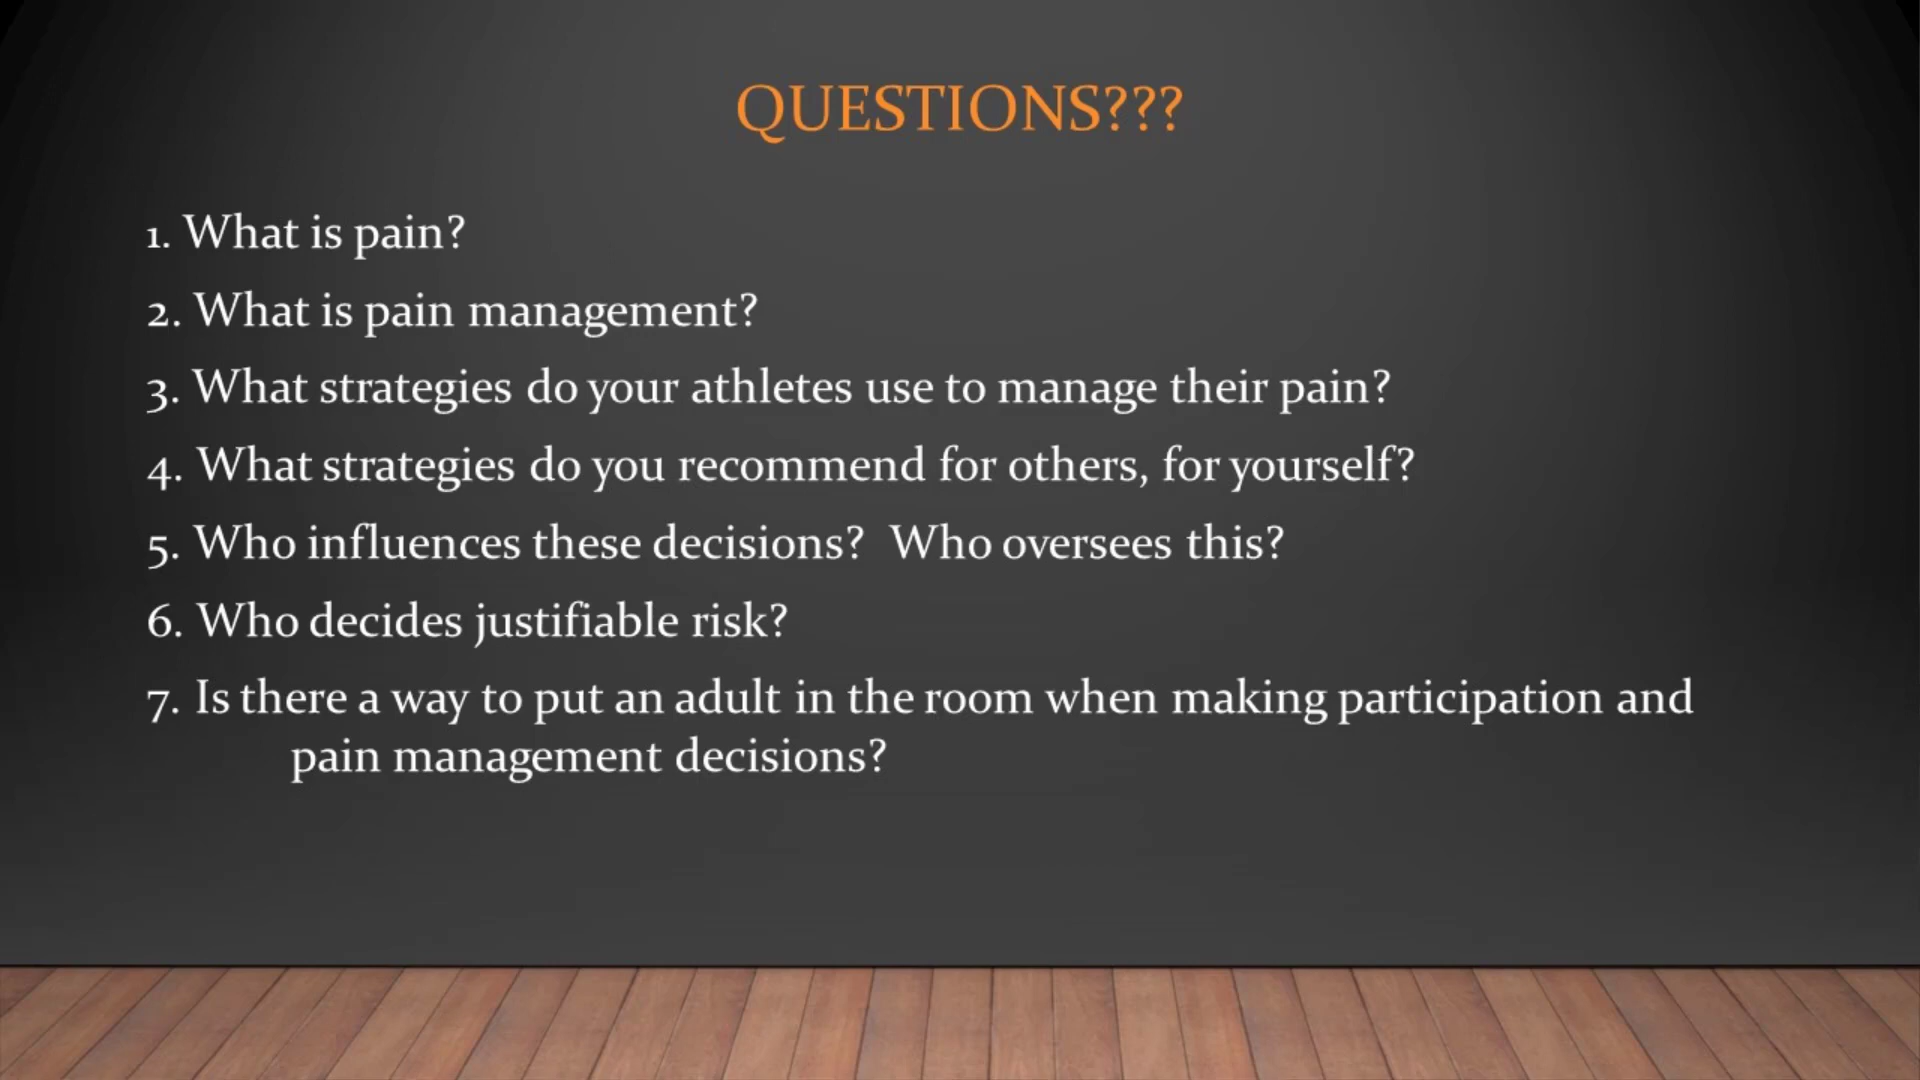 QUESTIONS???
1. What is pain?
2. What is pain management?
3. What strategies do your athletes use to manage their pain?
4. What strategies do you recommend for others, for yourself?
5. Who influences these decisions?  Who oversees this?
6. Who decides justifiable risk?
7. Is there a way to put an adult in the room when making participation and
pain management decisions?